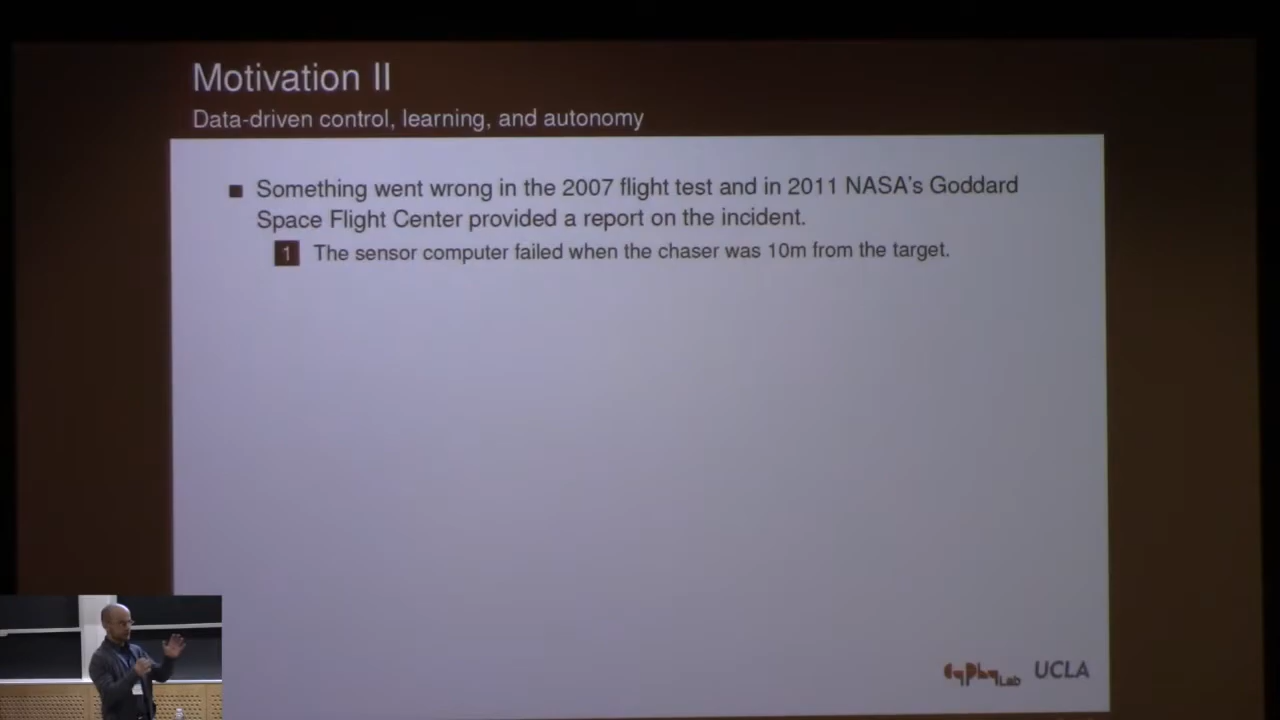 Motivation II
Data-driven control, learning, and autonomy
Something went wrong in the 2007 flight test and in 2011 NASA's Goddard
Space Flight Center provided a report on the incident.
1 The sensor computer failed when the chaser was 10m from the target.
CyPhyLab UCLA